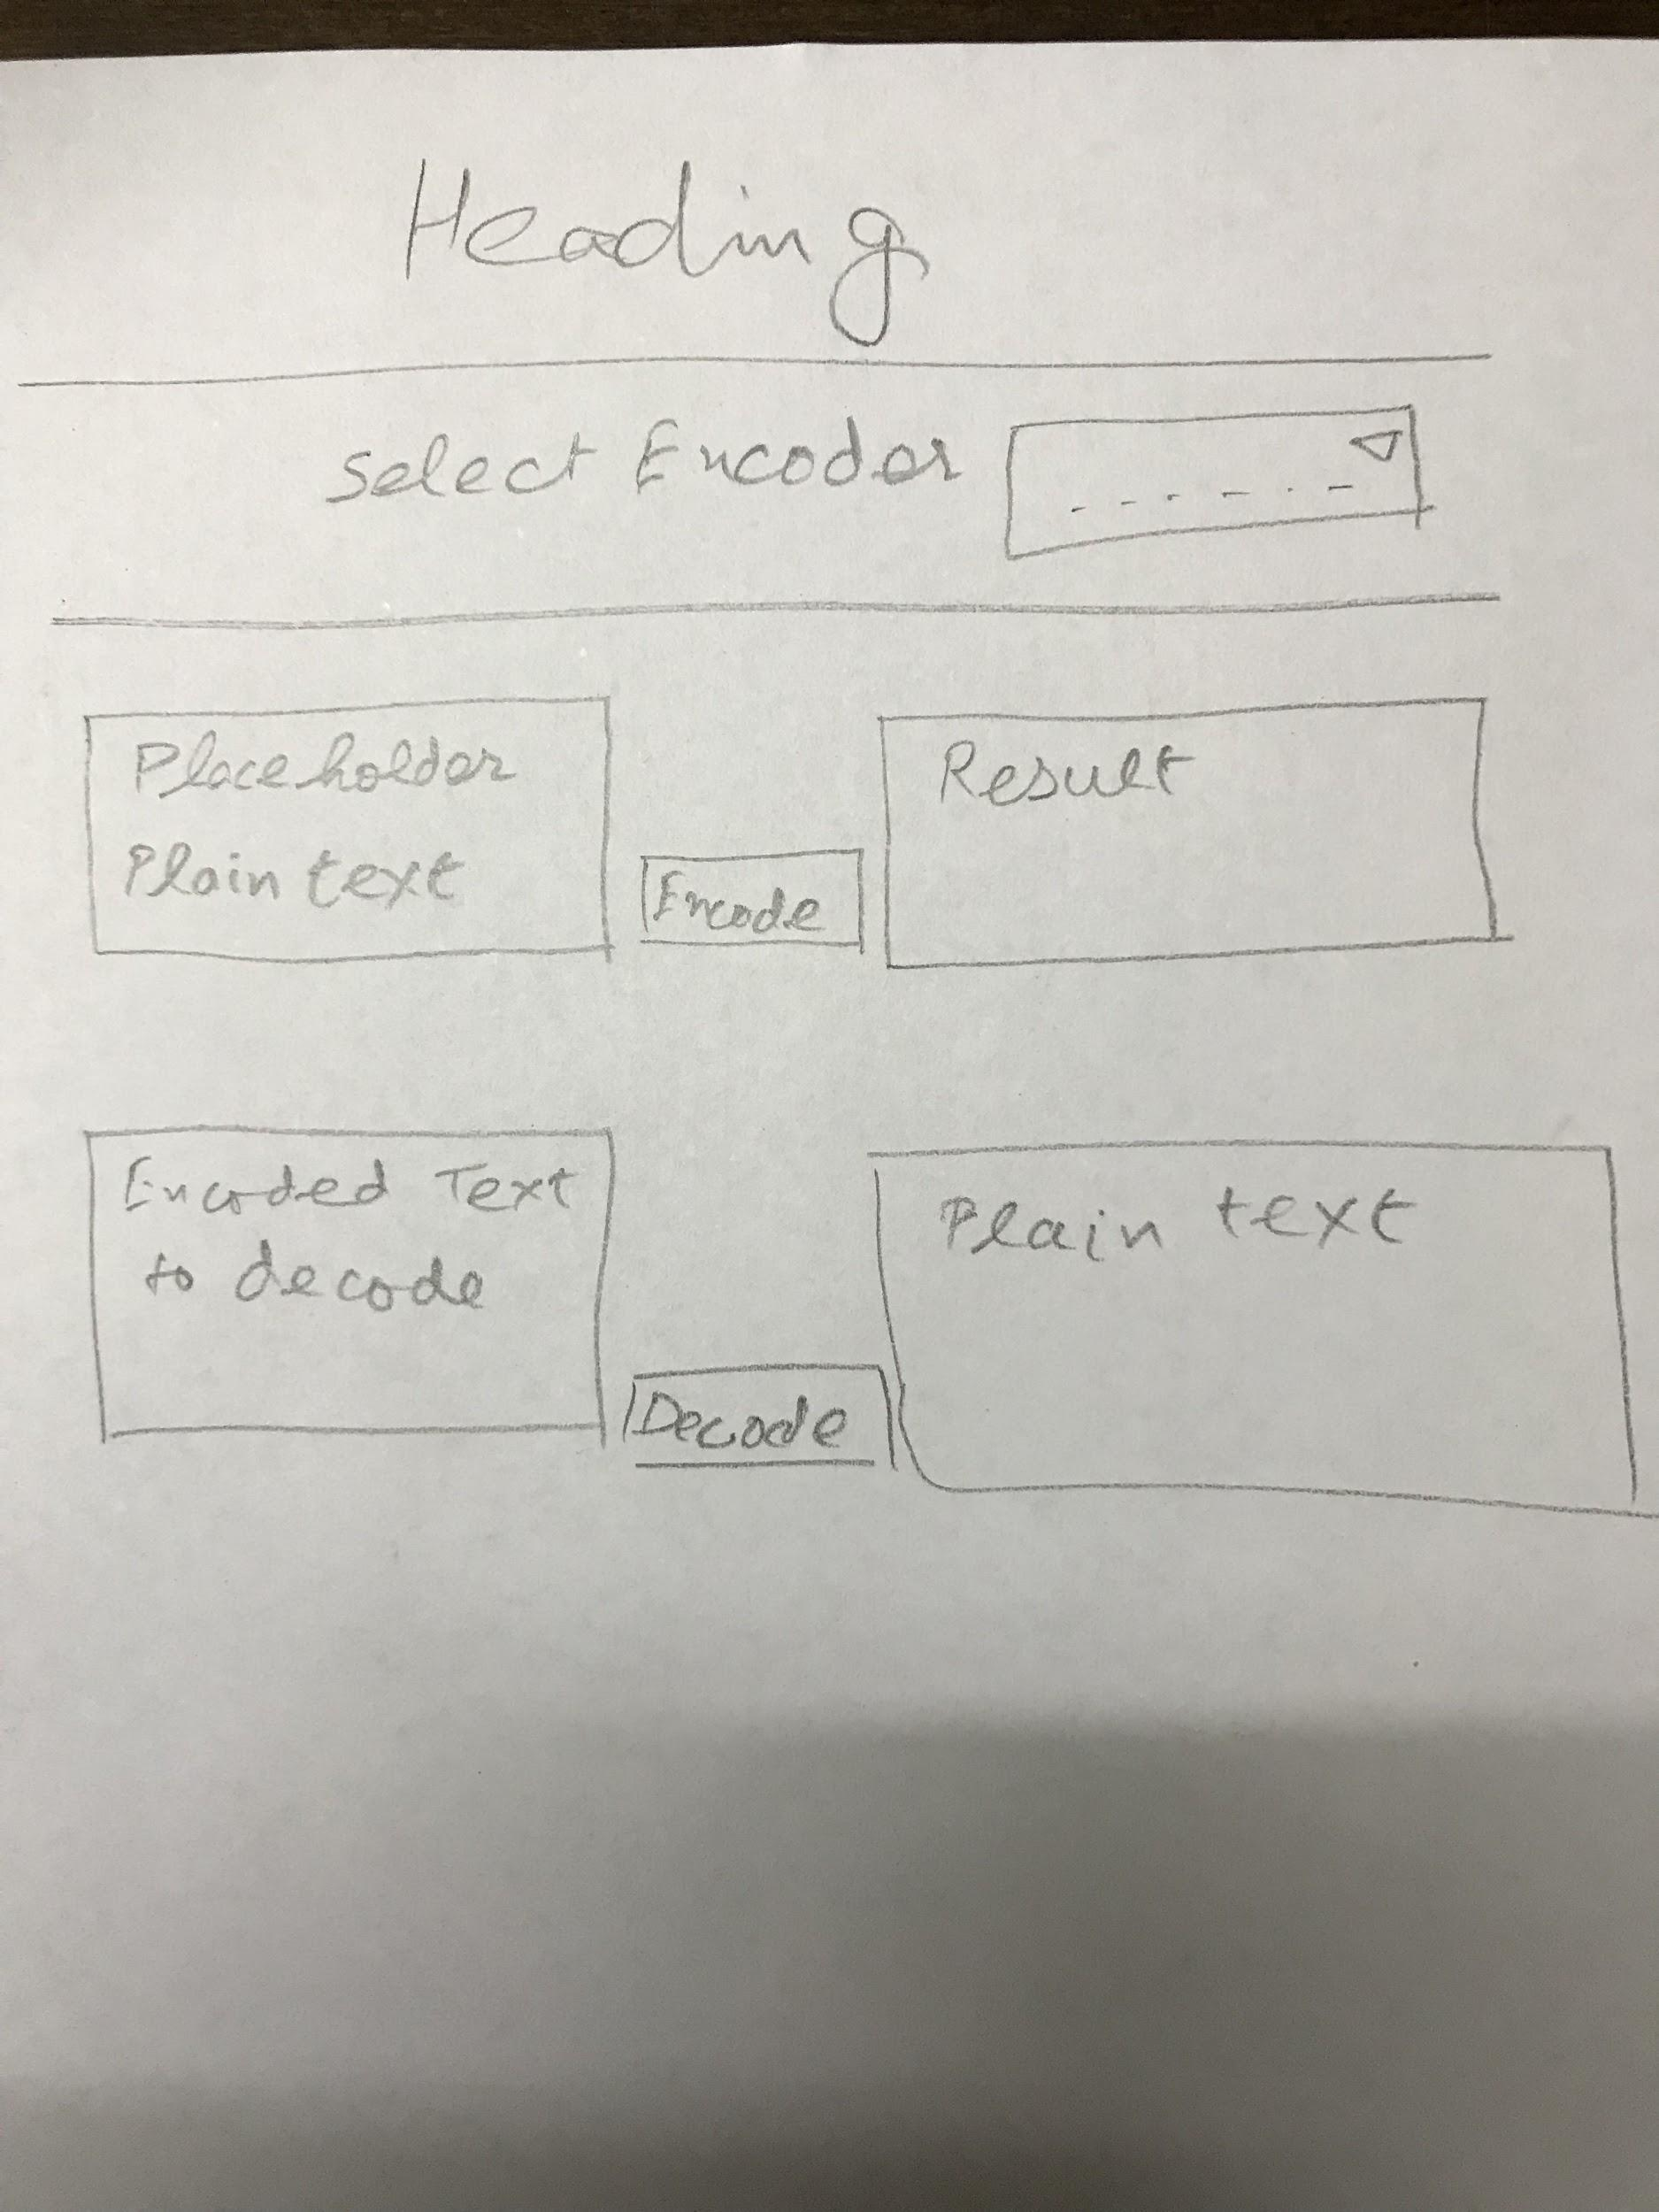 Heading
Select Encoder
Placeholder
Plain text
Encode
Result
Encoded Text
to decode
Decode
Plain text